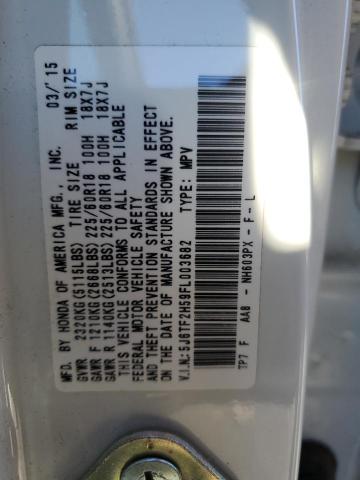 MFD. BY HONDA OF AMERICA MFG., INC. 03/'15
TIRE SIZE RIM SIZE
GVWR 2320KG(5115LBS)
GAWR F 1210KG(2668LBS) 225/60R18 100H 18X7J
GAWR R 1140KG(2513LBS) 225/60R18 100H 18X7J
THIS VEHICLE CONFORMS TO ALL APPLICABLE
FEDERAL MOTOR VEHICLE SAFETY, BUMPER, AND
THEFT PREVENTION STANDARDS IN EFFECT
ON THE DATE OF MANUFACTURE SHOWN ABOVE.
V.I.N.: 5J6TF2H59FL003682 TYPE: MPV
TP7 F AA8 - NH603PX - F - L